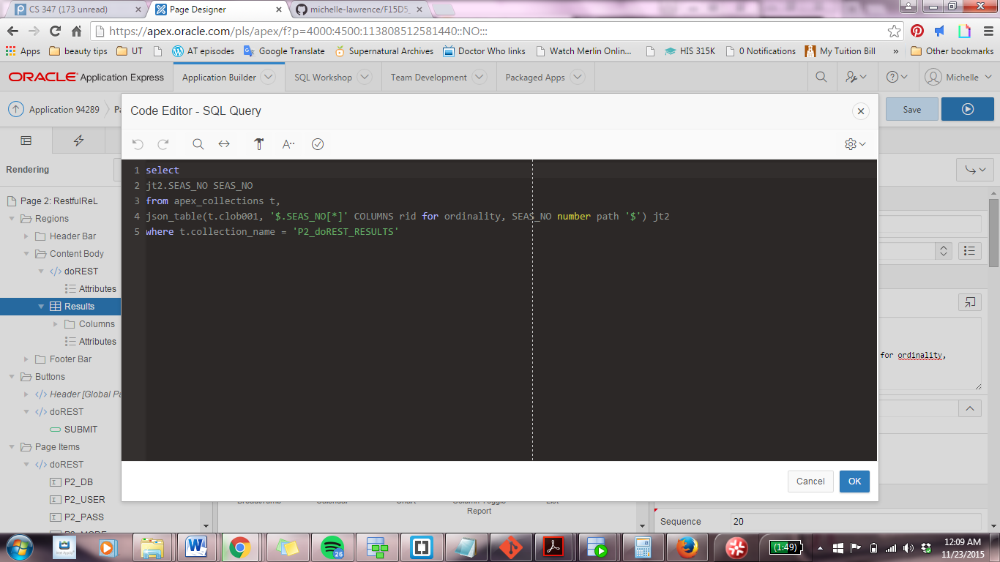 CS 347 (173 unread)
Page Designer
michelle-lawrence/F15D5_
https://apex.oracle.com/pls/apex/f?p=4000:4500:113808512581440::NO:::
Apps
beauty tips
UT
AT episodes
Google Translate
Supernatural Archives
Doctor Who links
Watch Merlin Onlin...
HIS 315K
0 Notifications
My Tuition Bill
»
Other bookmarks
ORACLE Application Express
Application Builder
SQL Workshop
Team Development
Packaged Apps
Michelle
Application 94289
Save
Code Editor - SQL Query
Rendering
Page 2: RestfulReL
Regions
Header Bar
Content Body
doREST
Attributes
Results
Columns
Attributes
Footer Bar
Buttons
Header [Global Pa
doREST
SUBMIT
Page Items
doREST
P2_DB
P2_USER
P2_PASS
1 select
2 jt2.SEAS_NO SEAS_NO
3 from apex_collections t,
4 json_table(t.clob001, '$.SEAS_NO[*]' COLUMNS rid for ordinality, SEAS_NO number path '$') jt2
5 where t.collection_name = 'P2_doREST_RESULTS'
for ordinality,
Cancel
OK
Report
Sequence
20
26
(1:49)
12:09 AM
11/23/2015